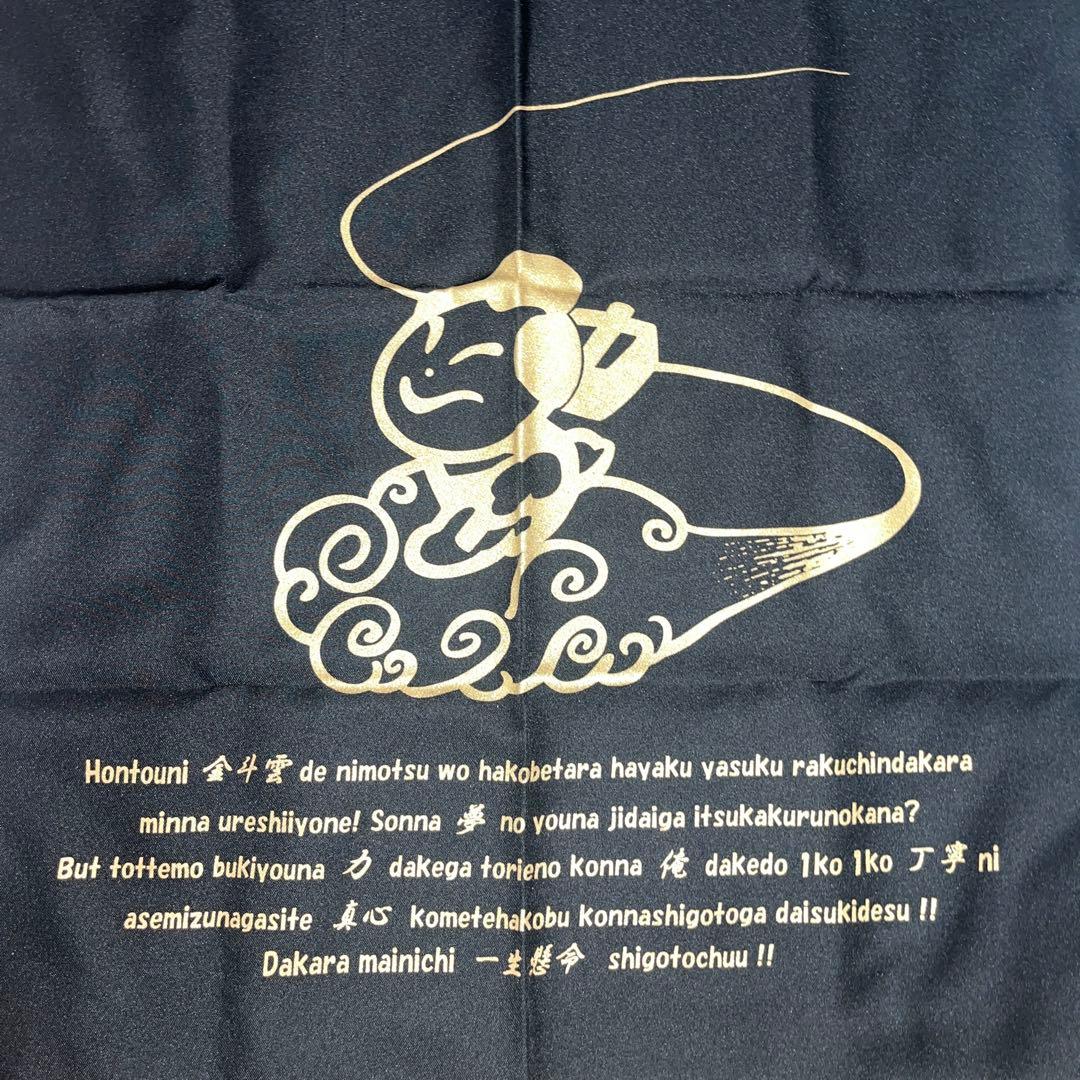 力
Hontouni 金斗雲 de nimotsu wo hakobetara hayaku yasuku rakuchindakara
minna ureshiiyone! Sonna 夢 no youna jidaiga itsukakurunokana?
But tottemo bukiyouna 力 dakega torieno konna 俺 dakedo 1ko 1ko 丁寧 ni
asemizunagasite 真心 kometehakobu konnashigotoga daisukidesu !!
Dakara mainichi 一生懸命 shigotochuu !!